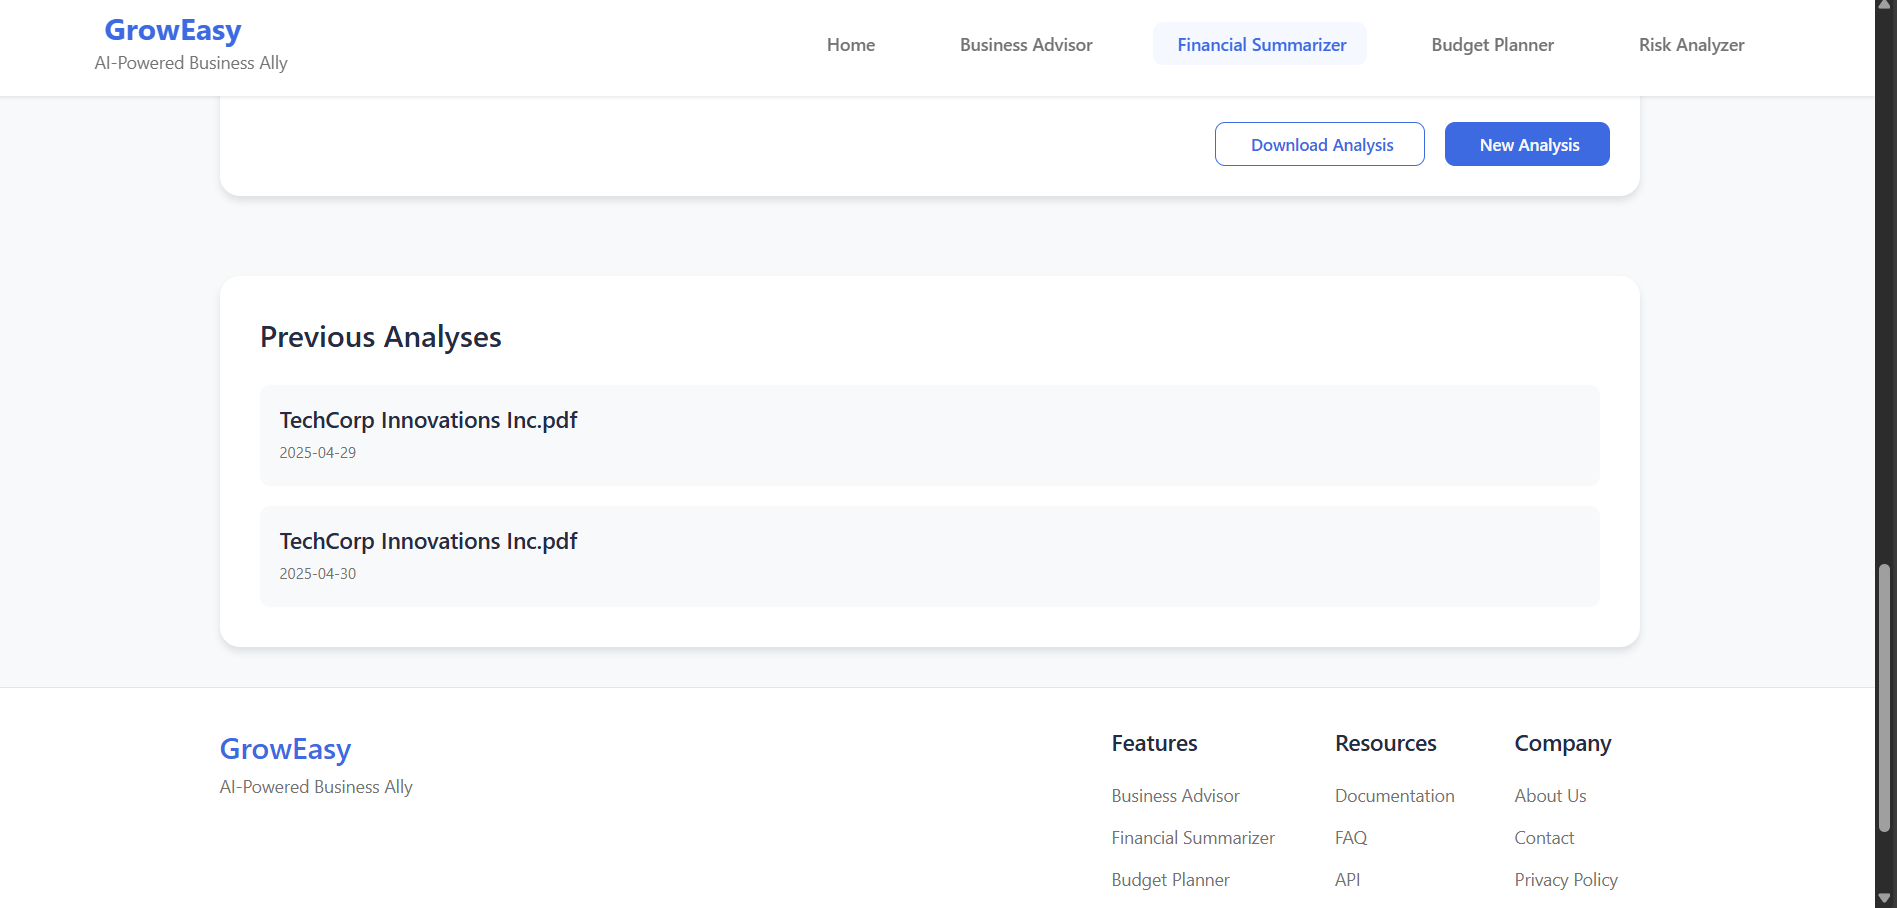 GrowEasy
AI-Powered Business Ally
Home
Business Advisor
Financial Summarizer
Budget Planner
Risk Analyzer
Download Analysis
New Analysis
Previous Analyses
TechCorp Innovations Inc.pdf
2025-04-29
TechCorp Innovations Inc.pdf
2025-04-30
GrowEasy
AI-Powered Business Ally
Features
Business Advisor
Financial Summarizer
Budget Planner
Resources
Documentation
FAQ
API
Company
About Us
Contact
Privacy Policy